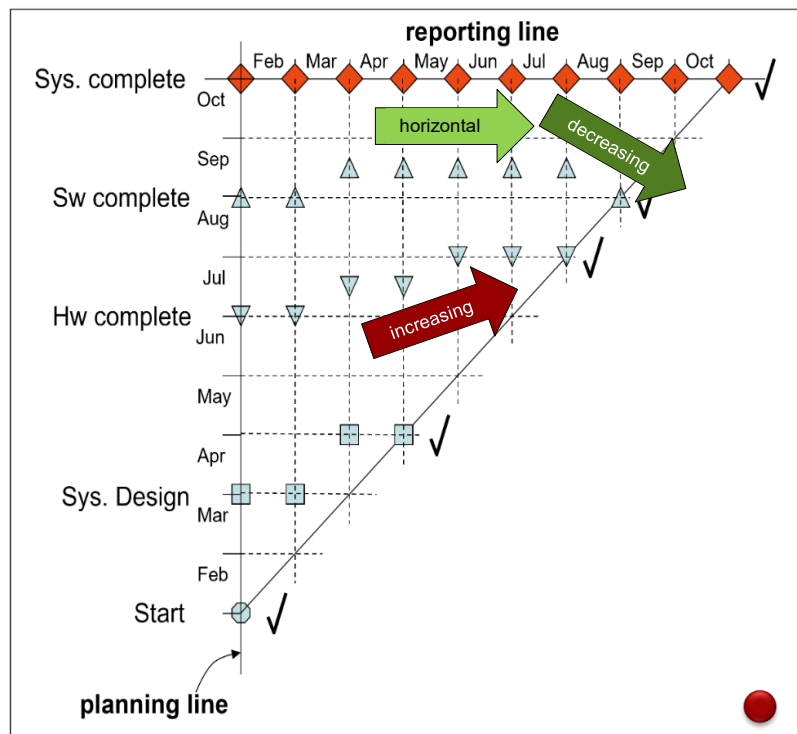 reporting line
Feb Mar Apr May Jun Jul Aug Sep Oct
Sys. complete
Oct
horizontal
decreasing
Sep
Sw complete
Aug
Jul
Hw complete
increasing
Jun
May
Apr
Sys. Design
Mar
Feb
Start
planning line